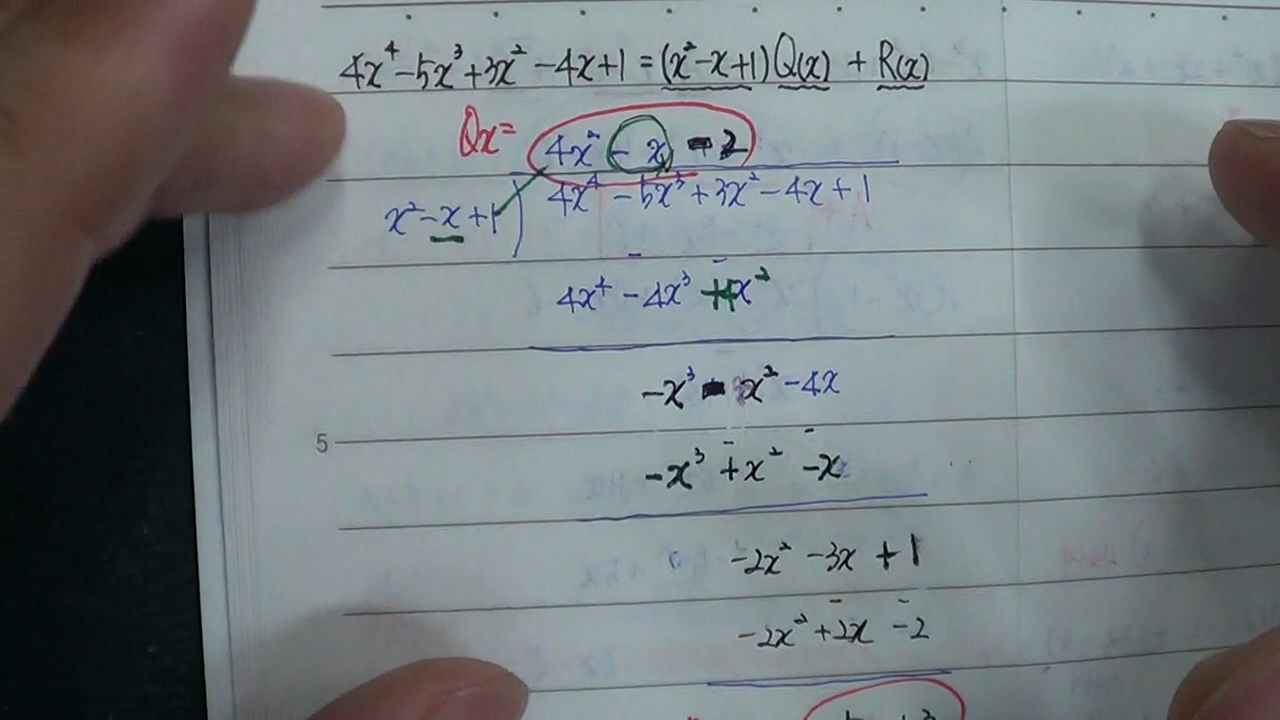 4x⁴-5x³+3x²-4x+1=(x²-x+1)Q(x)+R(x)
Qx= 4x²-x-2
x²-x+1) 4x⁴-5x³+3x²-4x+1
4x⁴-4x³+4x²
-x³-x²-4x
5
-x³+x²-x
-2x²-3x+1
-2x²+2x-2